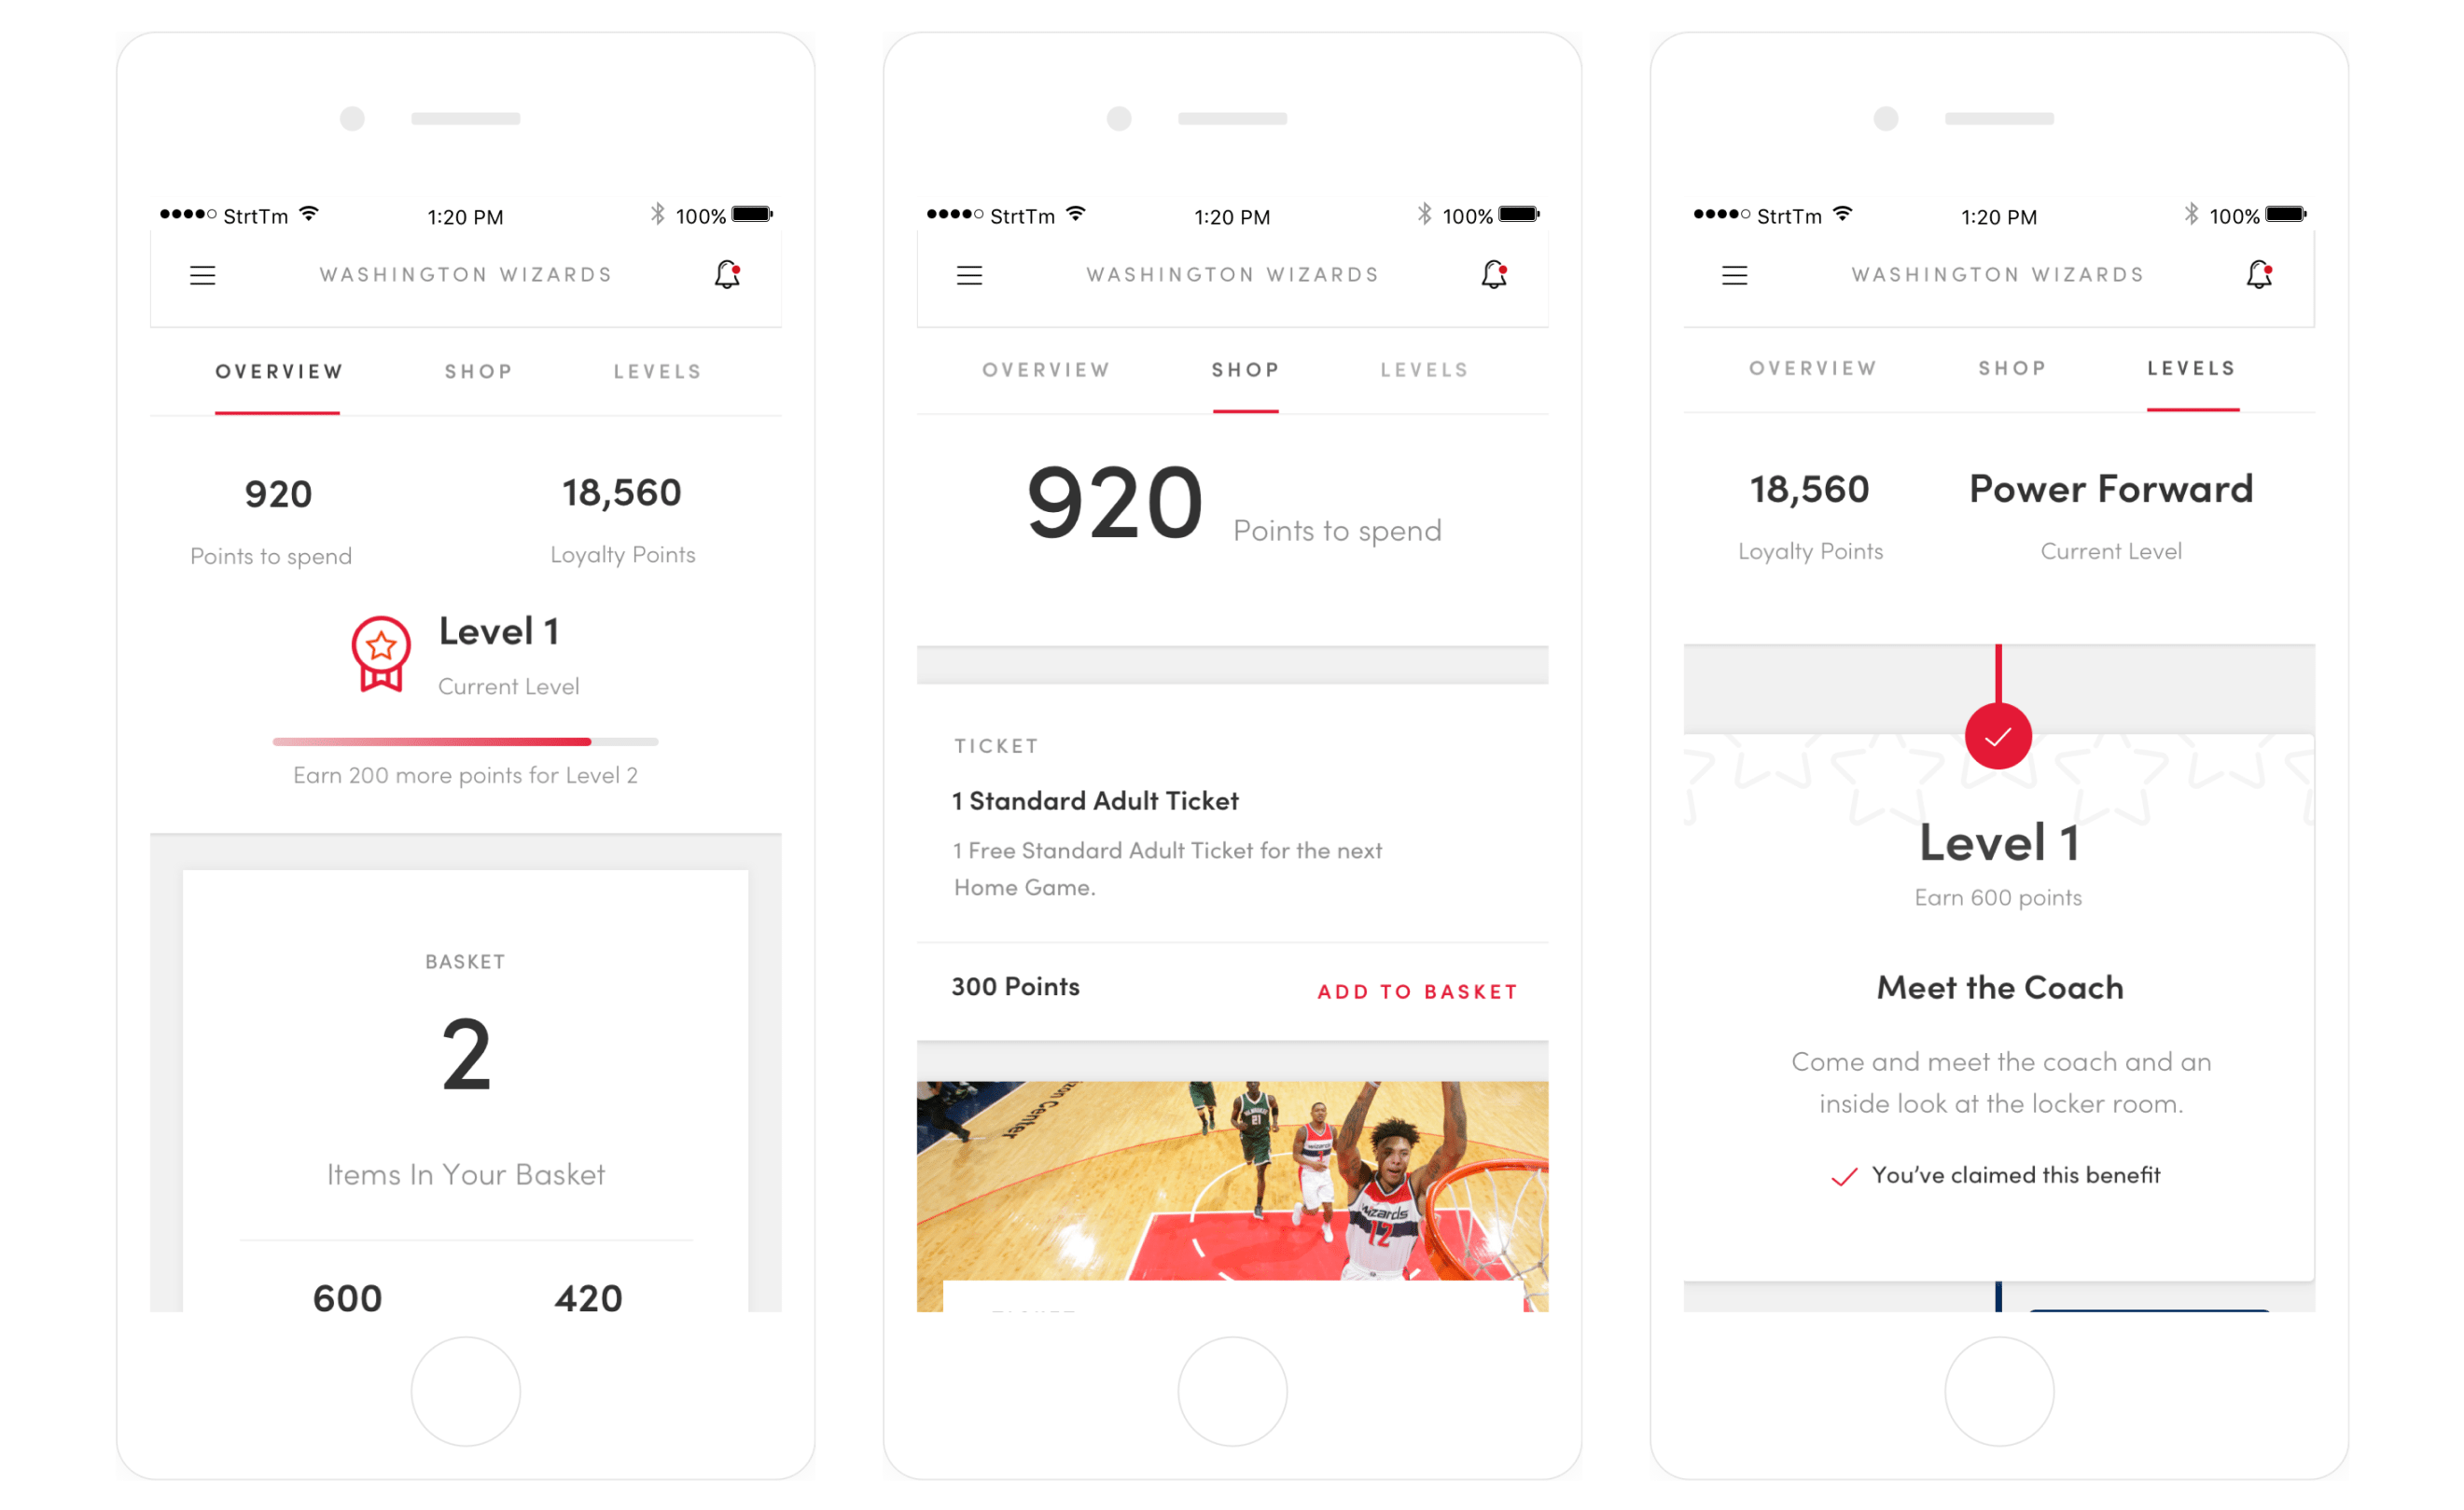 StrtTm 1:20 PM 100%
WASHINGTON WIZARDS
OVERVIEW SHOP LEVELS
920 18,560
Points to spend Loyalty Points
Level 1
Current Level
Earn 200 more points for Level 2
BASKET
2
Items In Your Basket
600 420
StrtTm 1:20 PM 100%
WASHINGTON WIZARDS
OVERVIEW SHOP LEVELS
920 Points to spend
TICKET
1 Standard Adult Ticket
1 Free Standard Adult Ticket for the next
Home Game.
300 Points ADD TO BASKET
Center
21
Wizards
12
StrtTm 1:20 PM 100%
WASHINGTON WIZARDS
OVERVIEW SHOP LEVELS
18,560 Power Forward
Loyalty Points Current Level
Level 1
Earn 600 points
Meet the Coach
Come and meet the coach and an
inside look at the locker room.
You’ve claimed this benefit